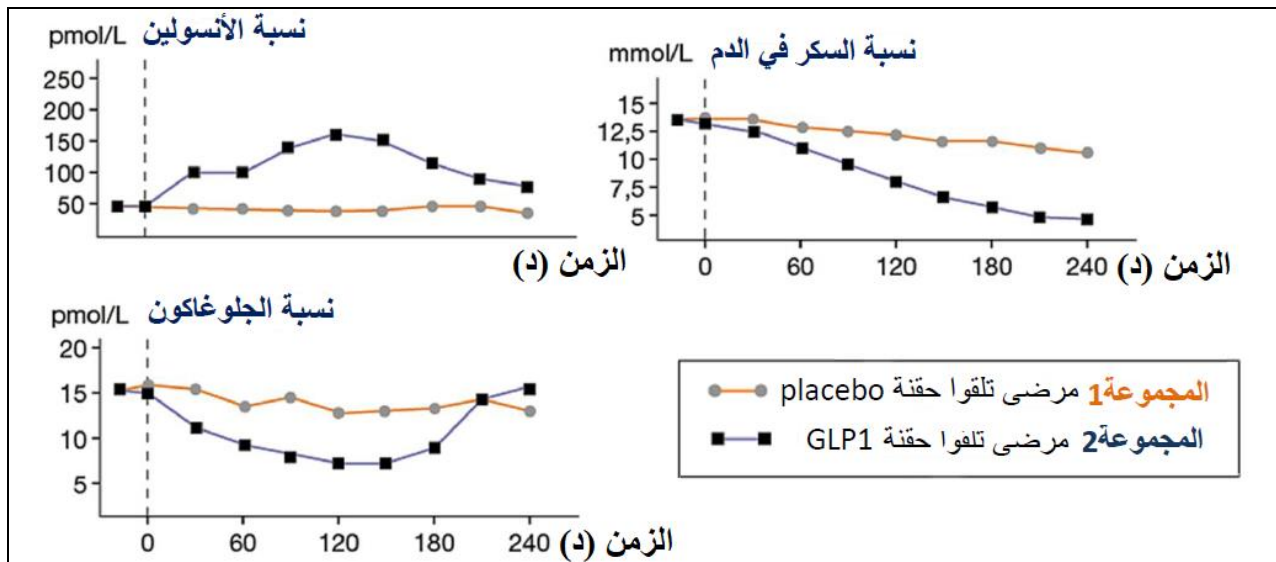 نسبة الأنسولين
pmol/L
250
200
150
100
50
الزمن (د)
نسبة السكر في الدم
mmol/L
15
12,5
10
7,5
5
0 60 120 180 240
الزمن (د)
نسبة الجلوغاكون
pmol/L
20
15
10
5
0 60 120 180 240
الزمن (د)
المجموعة1 مرضى تلقوا حقنة placebo
المجموعة2 مرضى تلقوا حقنة GLP1